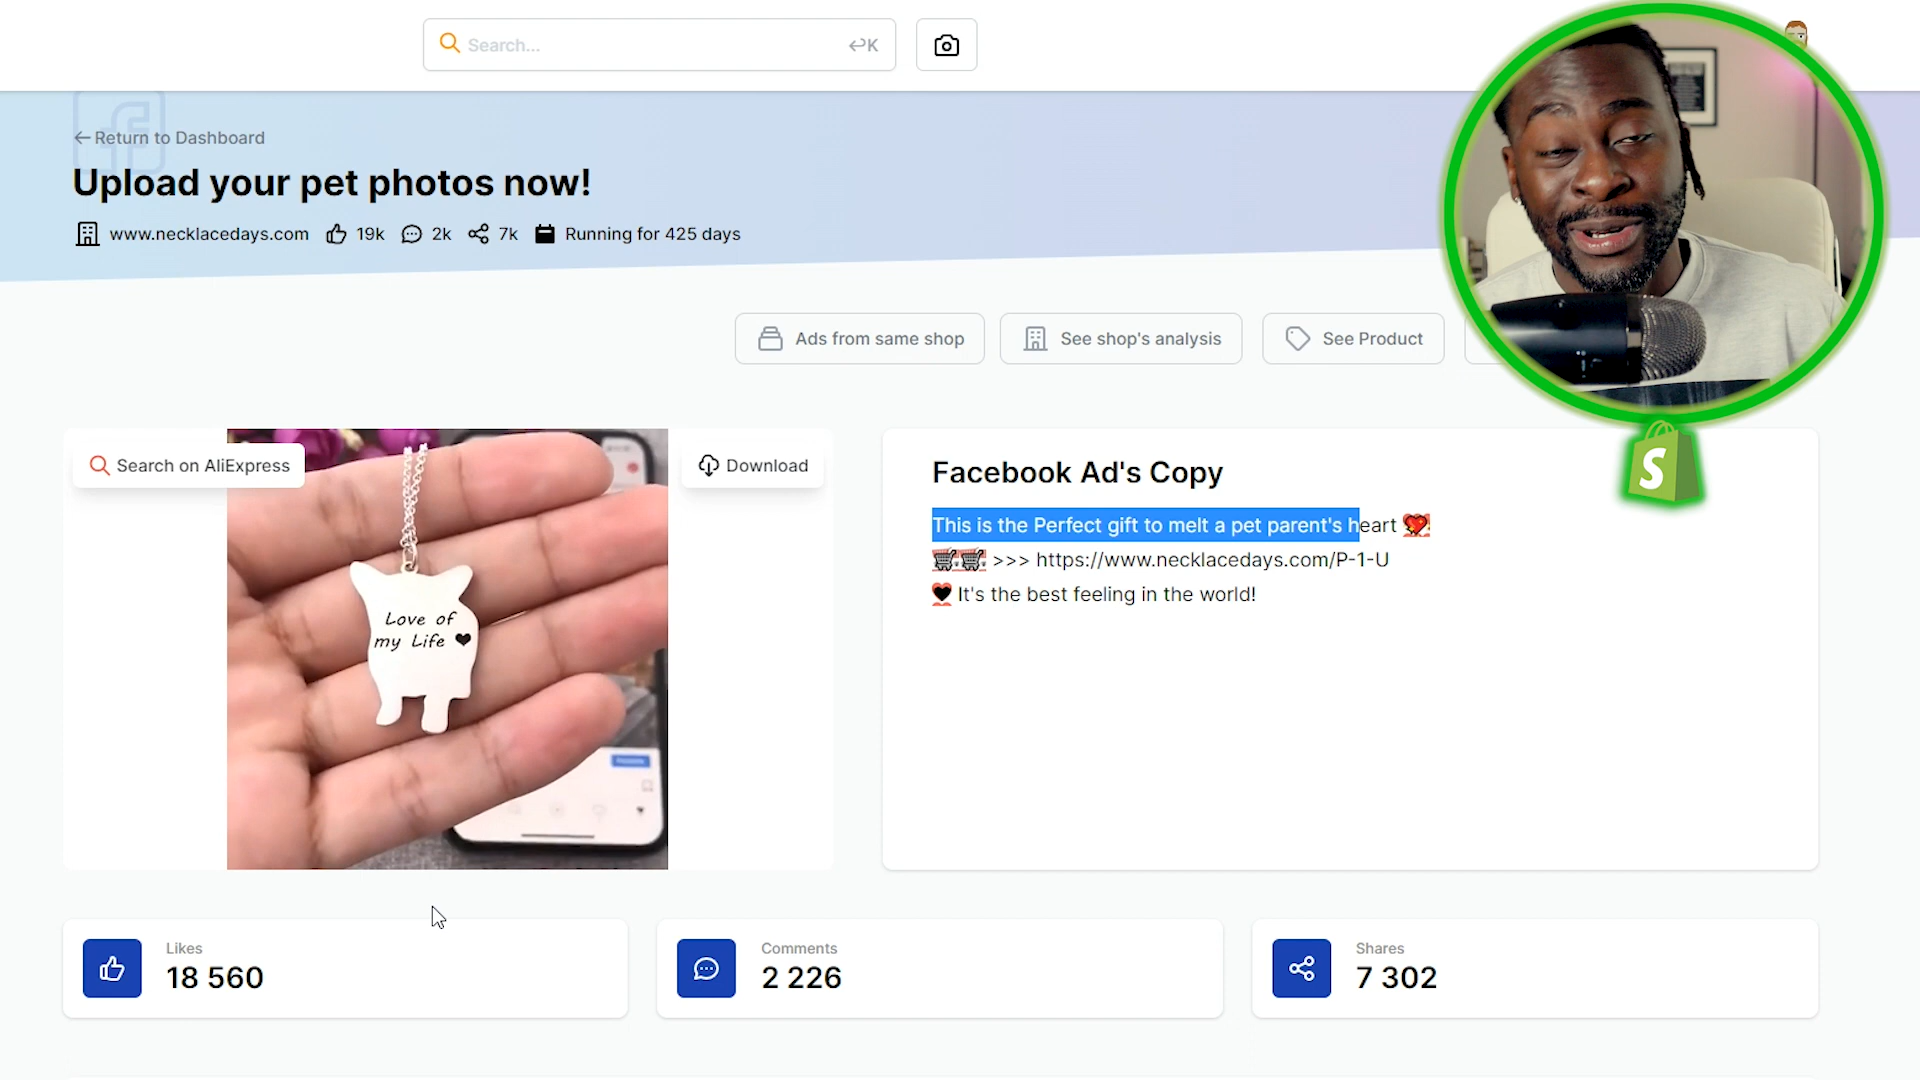 Search...
K
Return to Dashboard
Upload your pet photos now!
www.necklacedays.com 19k 2k 7k Running for 425 days
Ads from same shop
See shop's analysis
See Product
Search on AliExpress
Download
Love of
my Life
Facebook Ad's Copy
This is the Perfect gift to melt a pet parent's heart 💖
🛒🛒 >>> https://www.necklacedays.com/P-1-U
♥ It's the best feeling in the world!
S
Likes
18 560
Comments
2 226
Shares
7 302